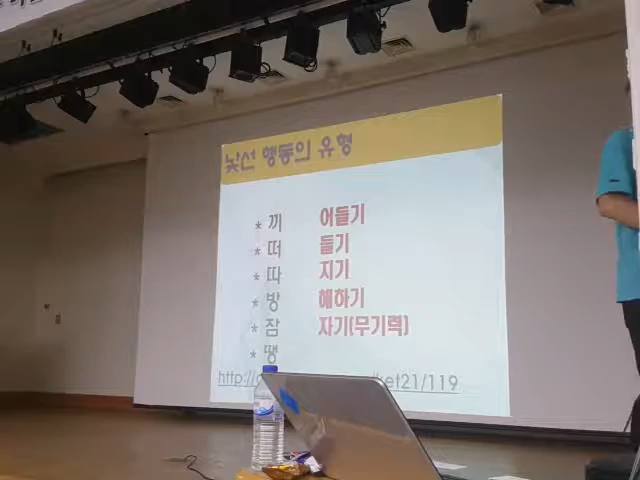 낯선 행동의 유형
* 끼 어들기
* 떠 들기
* 따 지기
* 방 해하기
* 잠 자기(무기력)
* 땡
http:// et21/119